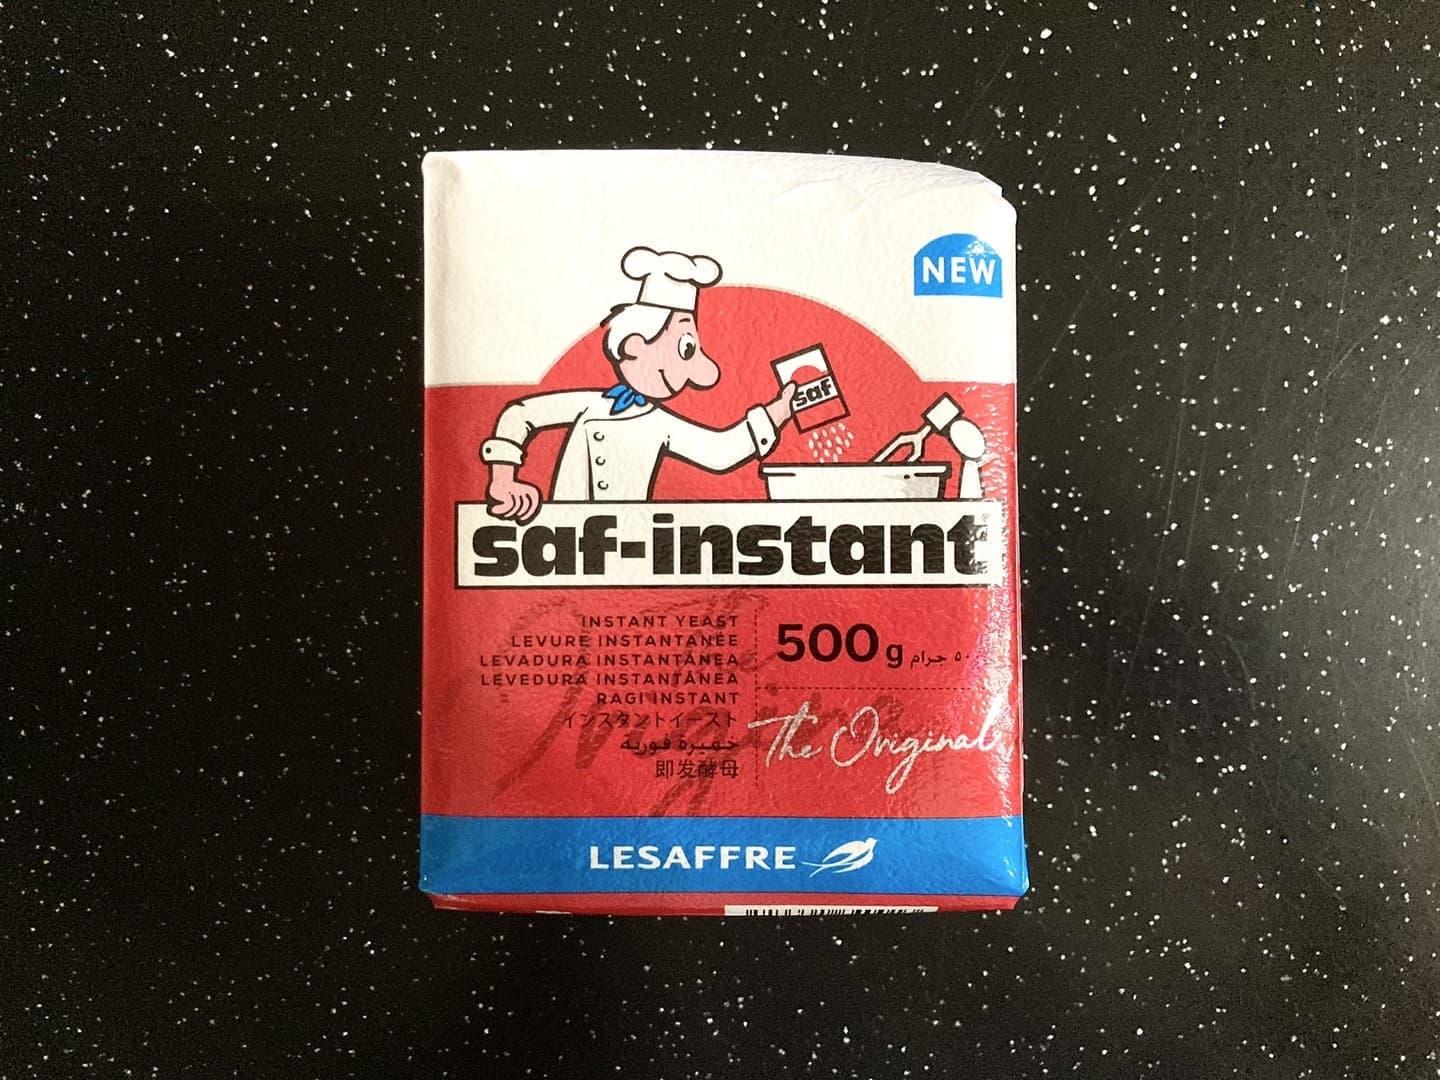 NEW
saf
saf-instant
INSTANT YEAST
LEVURE INSTANTANÉE
LEVADURA INSTANTÁNEA
LEVEDURA INSTANTÂNEA
RAGI INSTANT
インスタントイースト
خميرة فورية
即发酵母
500g
جرام
The Original
LESAFFRE